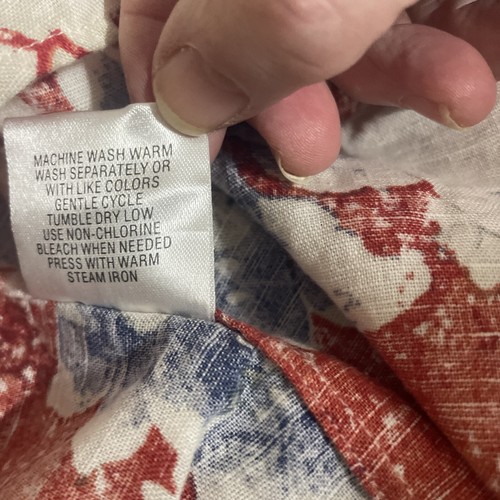 MACHINE WASH WARM
WASH SEPARATELY OR
WITH LIKE COLORS
GENTLE CYCLE
TUMBLE DRY LOW
USE NON-CHLORINE
BLEACH WHEN NEEDED
PRESS WITH WARM
STEAM IRON